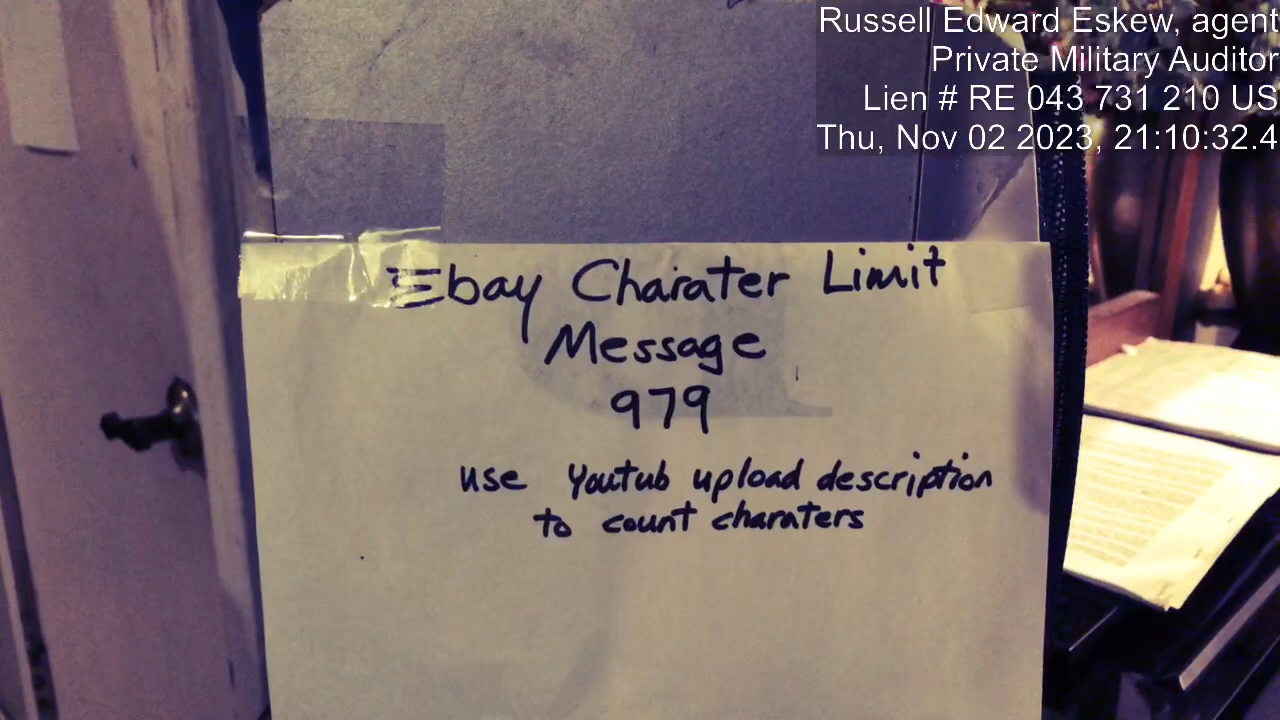 Russell Edward Eskew, agent
Private Military Auditor
Lien # RE 043 731 210 US
Thu, Nov 02 2023, 21:10:32.4
Ebay Charater Limit
Message
979
use Youtub upload description
to count charaters